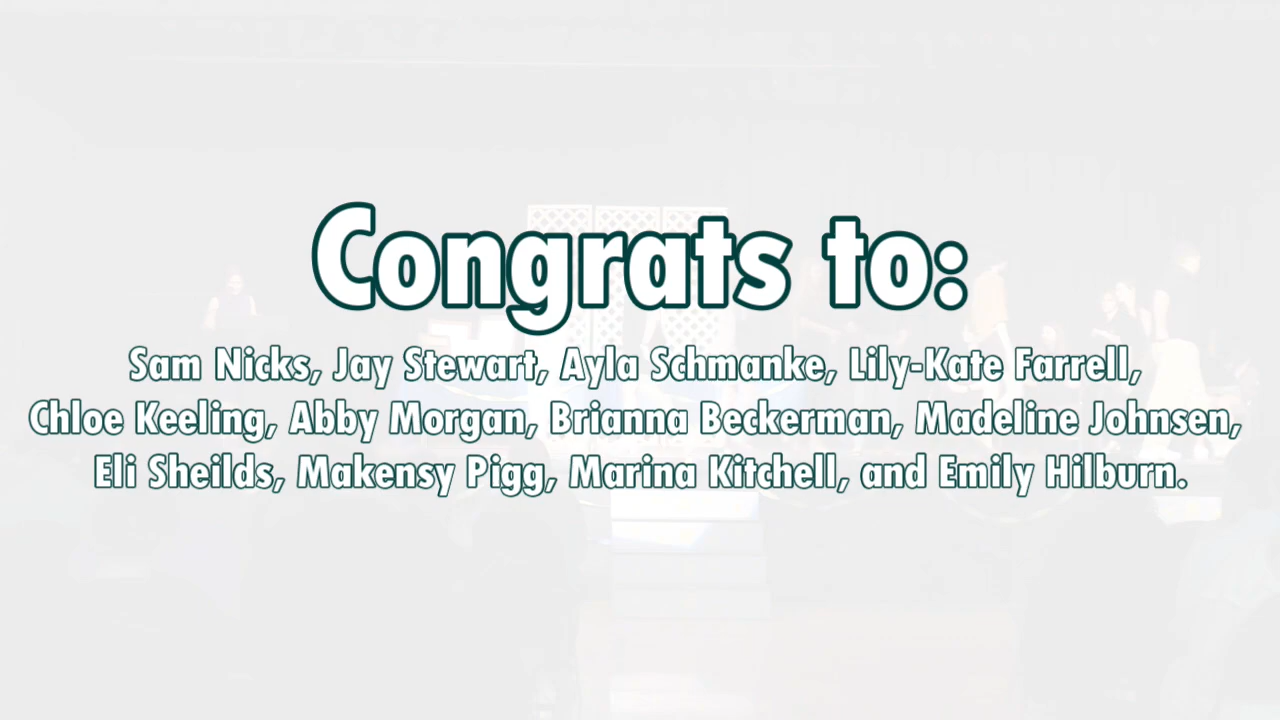 Congrats to:
Sam Nicks, Jay Stewart, Ayla Schmanke, Lily-Kate Farrell,
Chloe Keeling, Abby Morgan, Brianna Beckerman, Madeline Johnsen,
Eli Sheilds, Makensy Pigg, Marina Kitchell, and Emily Hilburn.